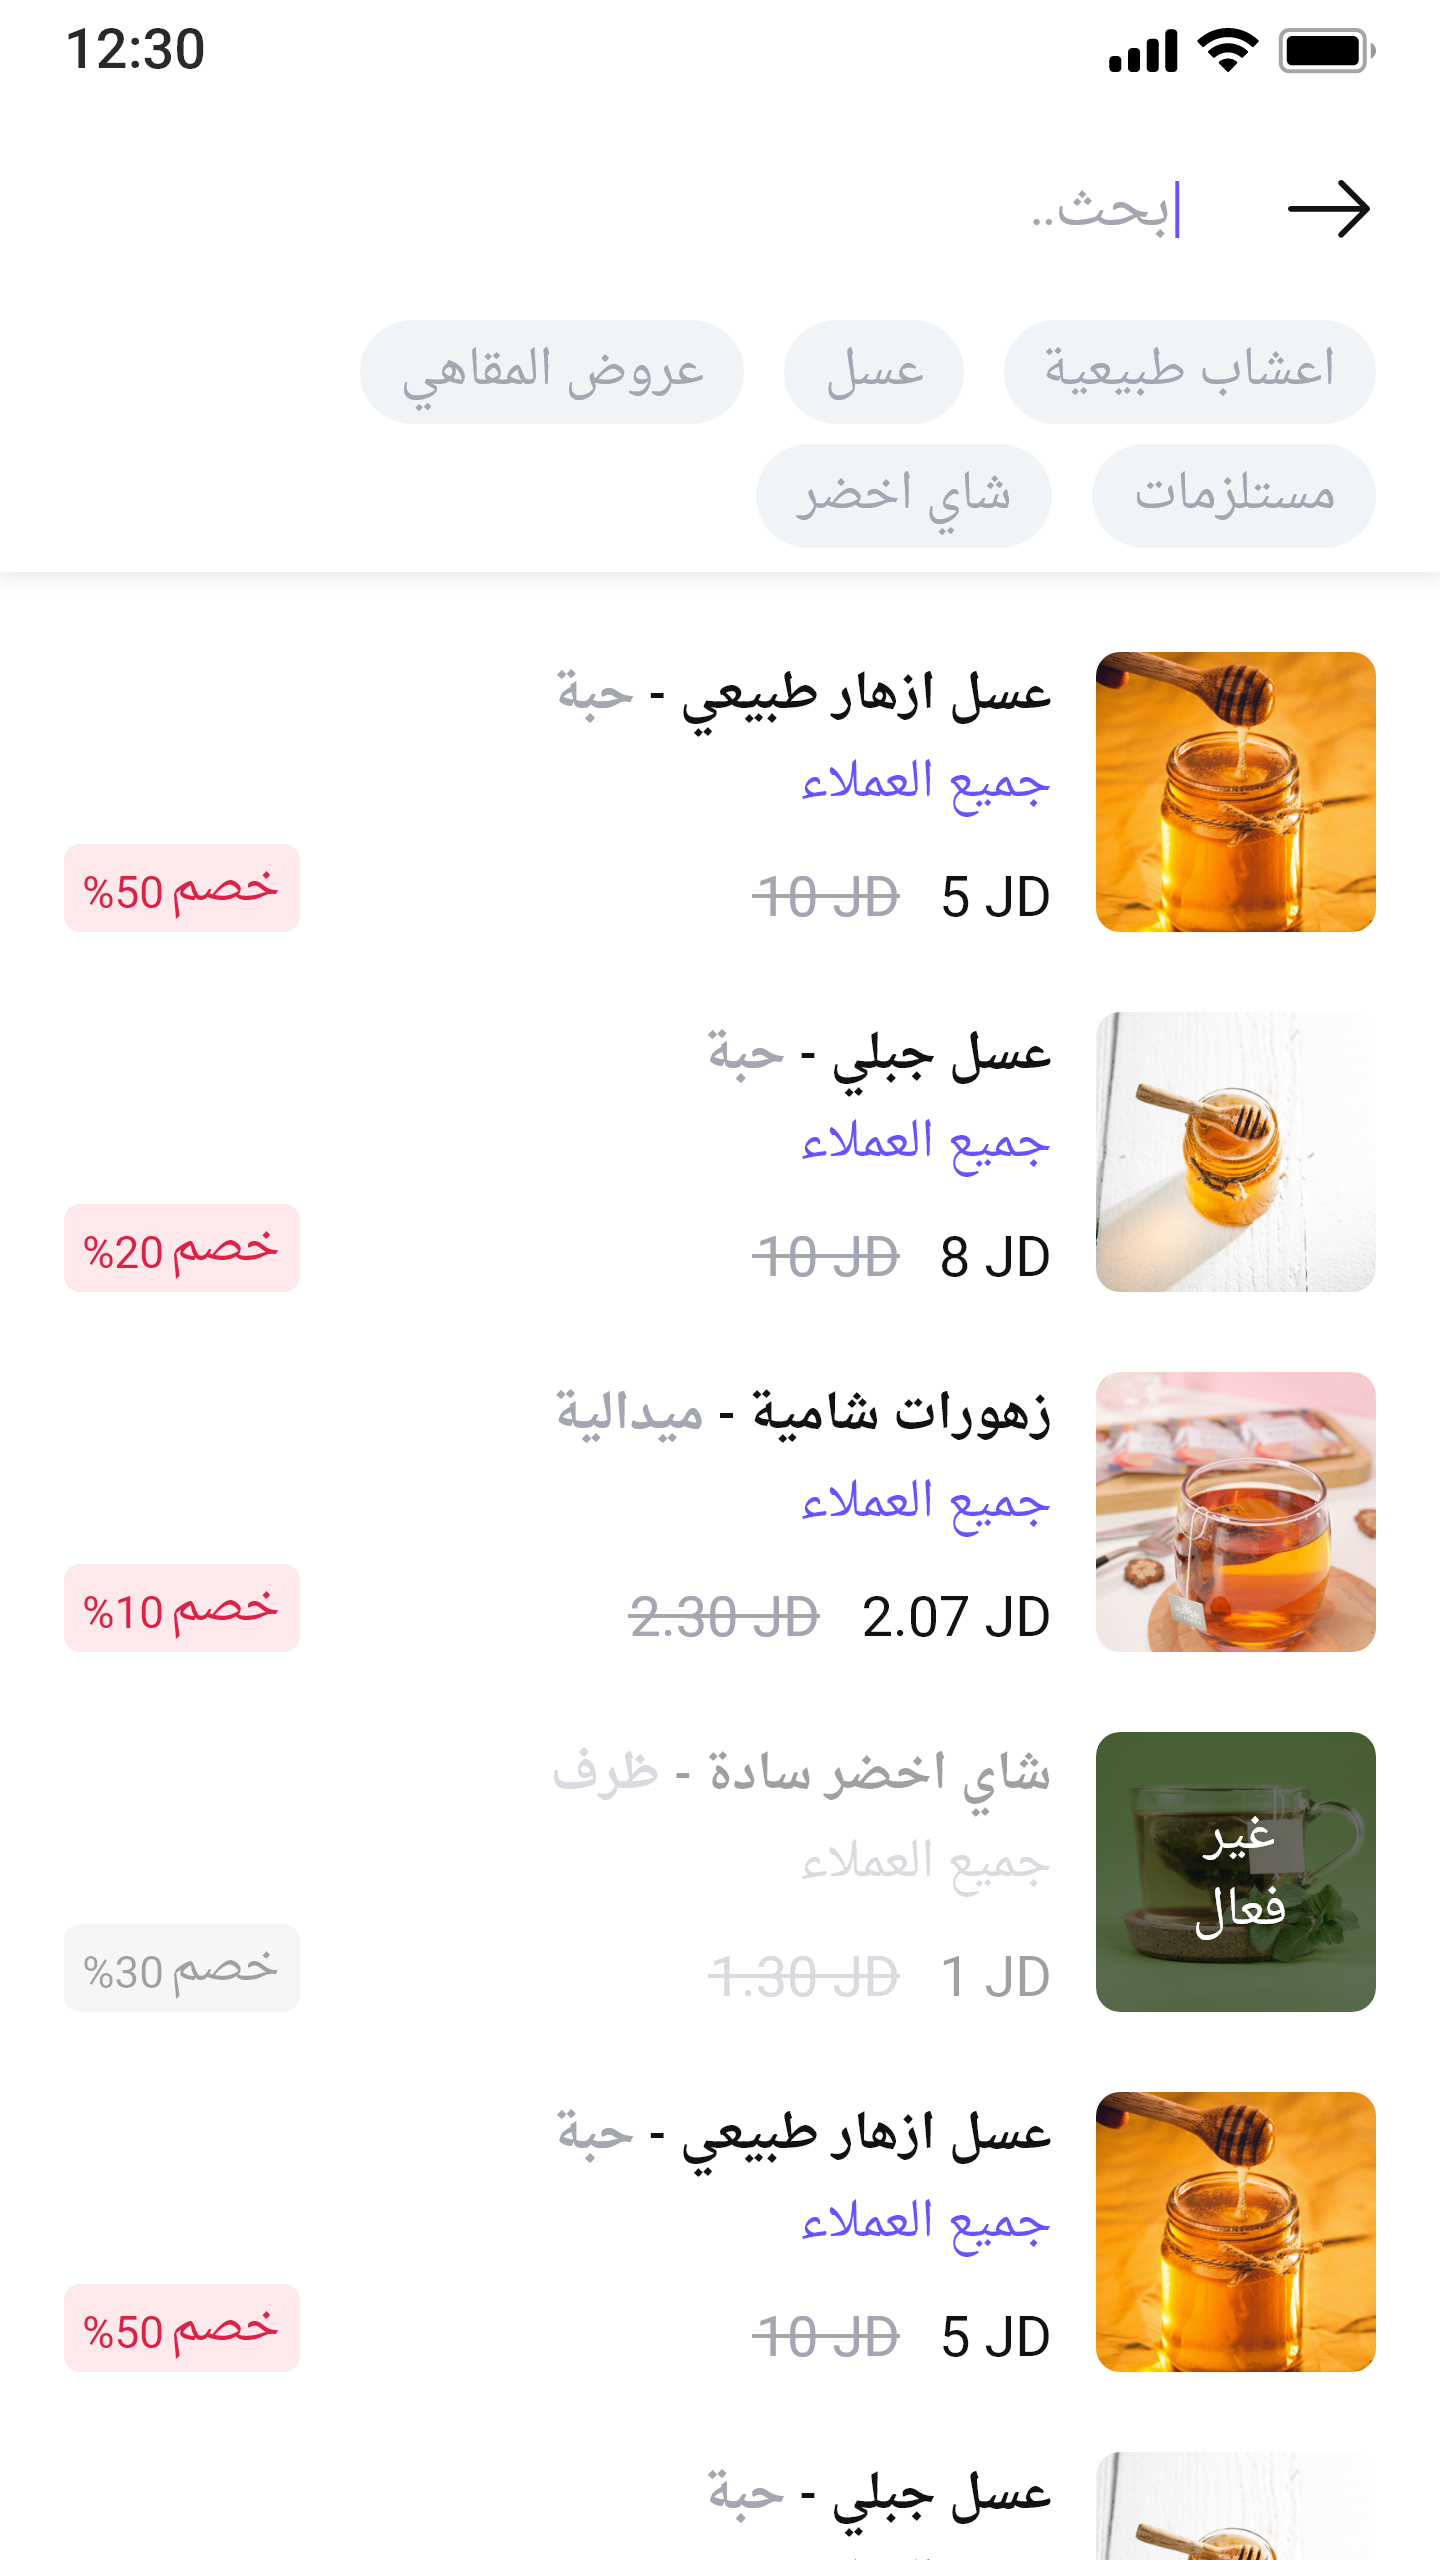 12:30
بحث..
اعشاب طبيعية
عسل
عروض المقاهي
مستلزمات
شاي اخضر
عسل ازهار طبيعي - حبة
جميع العملاء
5 JD
10 JD
خصم 50%
عسل جبلي - حبة
جميع العملاء
8 JD
10 JD
خصم 20%
زهورات شامية - ميدالية
جميع العملاء
2.07 JD
2.30 JD
خصم 10%
غير
فعال
شاي اخضر سادة - ظرف
جميع العملاء
1 JD
1.30 JD
خصم 30%
عسل ازهار طبيعي - حبة
جميع العملاء
5 JD
10 JD
خصم 50%
عسل جبلي - حبة